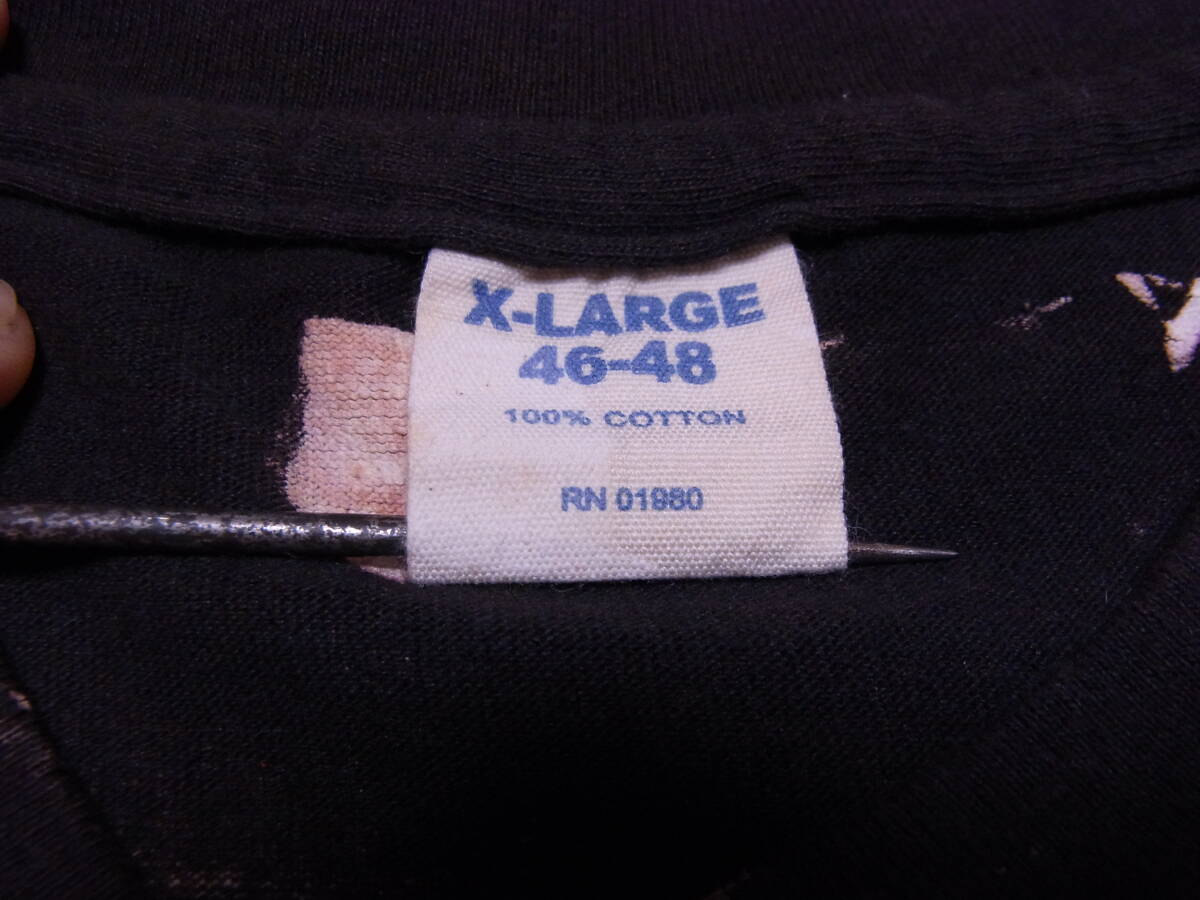 X-LARGE
46-48
100% COTTON
RN 01980